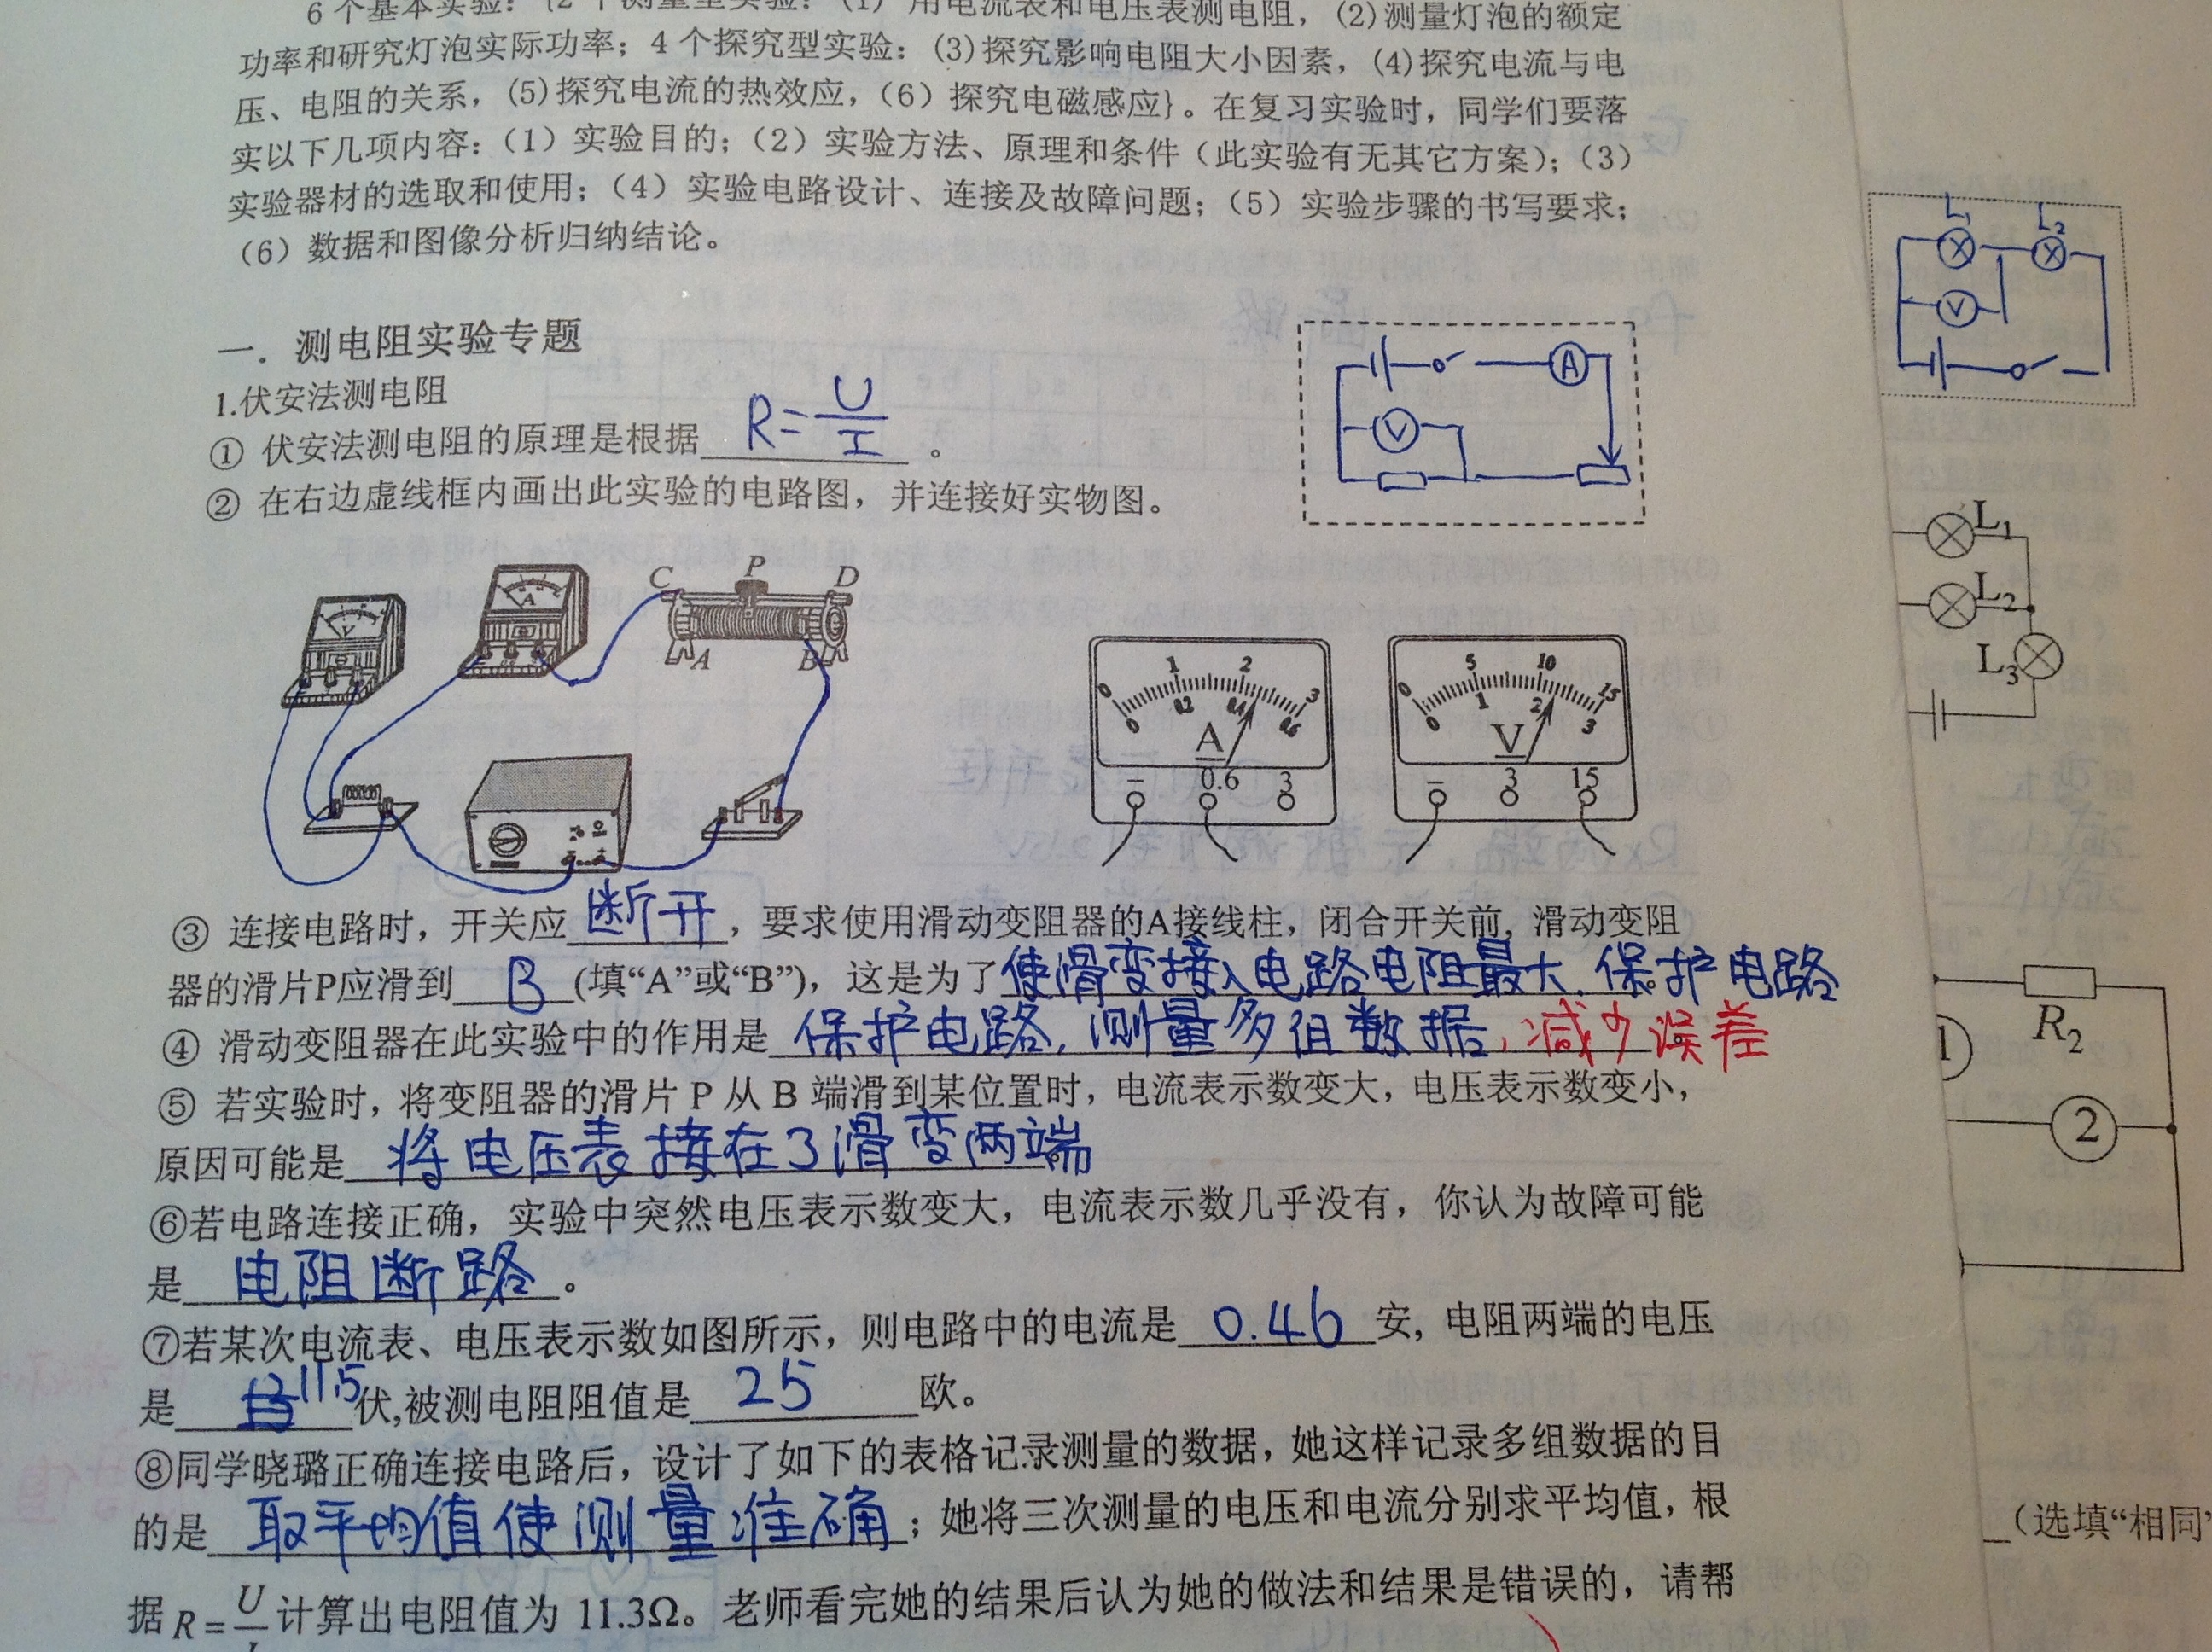 6个基本实验：{2个测量型实验：(1) 用电流表和电压表测电阻，(2)测量灯泡的额定
功率和研究灯泡实际功率；4个探究型实验：(3)探究影响电阻大小因素，(4)探究电流与电
压、电阻的关系，(5)探究电流的热效应，(6）探究电磁感应}。在复习实验时，同学们要落
实以下几项内容：（1）实验目的；（2）实验方法、原理和条件（此实验有无其它方案）；（3）
实验器材的选取和使用；（4）实验电路设计、连接及故障问题；（5）实验步骤的书写要求；
（6）数据和图像分析归纳结论。
一．测电阻实验专题
1.伏安法测电阻
① 伏安法测电阻的原理是根据 R=U/I 。
② 在右边虚线框内画出此实验的电路图，并连接好实物图。
A
V
L₁ L₂
V
L₁
L₂
L₃
V
A
C P D
A B
0 1 2 3
0 0.2 0.4 0.6
A
− 0.6 3
0 5 10 15
0 1 2 3
V
− 3 15
③ 连接电路时，开关应 断开 ，要求使用滑动变阻器的A接线柱，闭合开关前，滑动变阻
器的滑片P应滑到 B (填“A”或“B”)，这是为了使滑变接入电路电阻最大，保护电路
④ 滑动变阻器在此实验中的作用是 保护电路，测量多组数据，减少误差
⑤ 若实验时，将变阻器的滑片 P 从 B 端滑到某位置时，电流表示数变大，电压表示数变小，
原因可能是 将电压表接在了滑变两端
⑥若电路连接正确，实验中突然电压表示数变大，电流表示数几乎没有，你认为故障可能
是 电阻断路 。
⑦若某次电流表、电压表示数如图所示，则电路中的电流是 0.46 安, 电阻两端的电压
是 11.5 伏,被测电阻阻值是 25 欧。
⑧同学晓璐正确连接电路后，设计了如下的表格记录测量的数据，她这样记录多组数据的目
的是 取平均值使测量准确 ；她将三次测量的电压和电流分别求平均值，根
据 R=U/I 计算出电阻值为 11.3Ω。老师看完她的结果后认为她的做法和结果是错误的，请帮
R₂
1
2
（选填“相同”